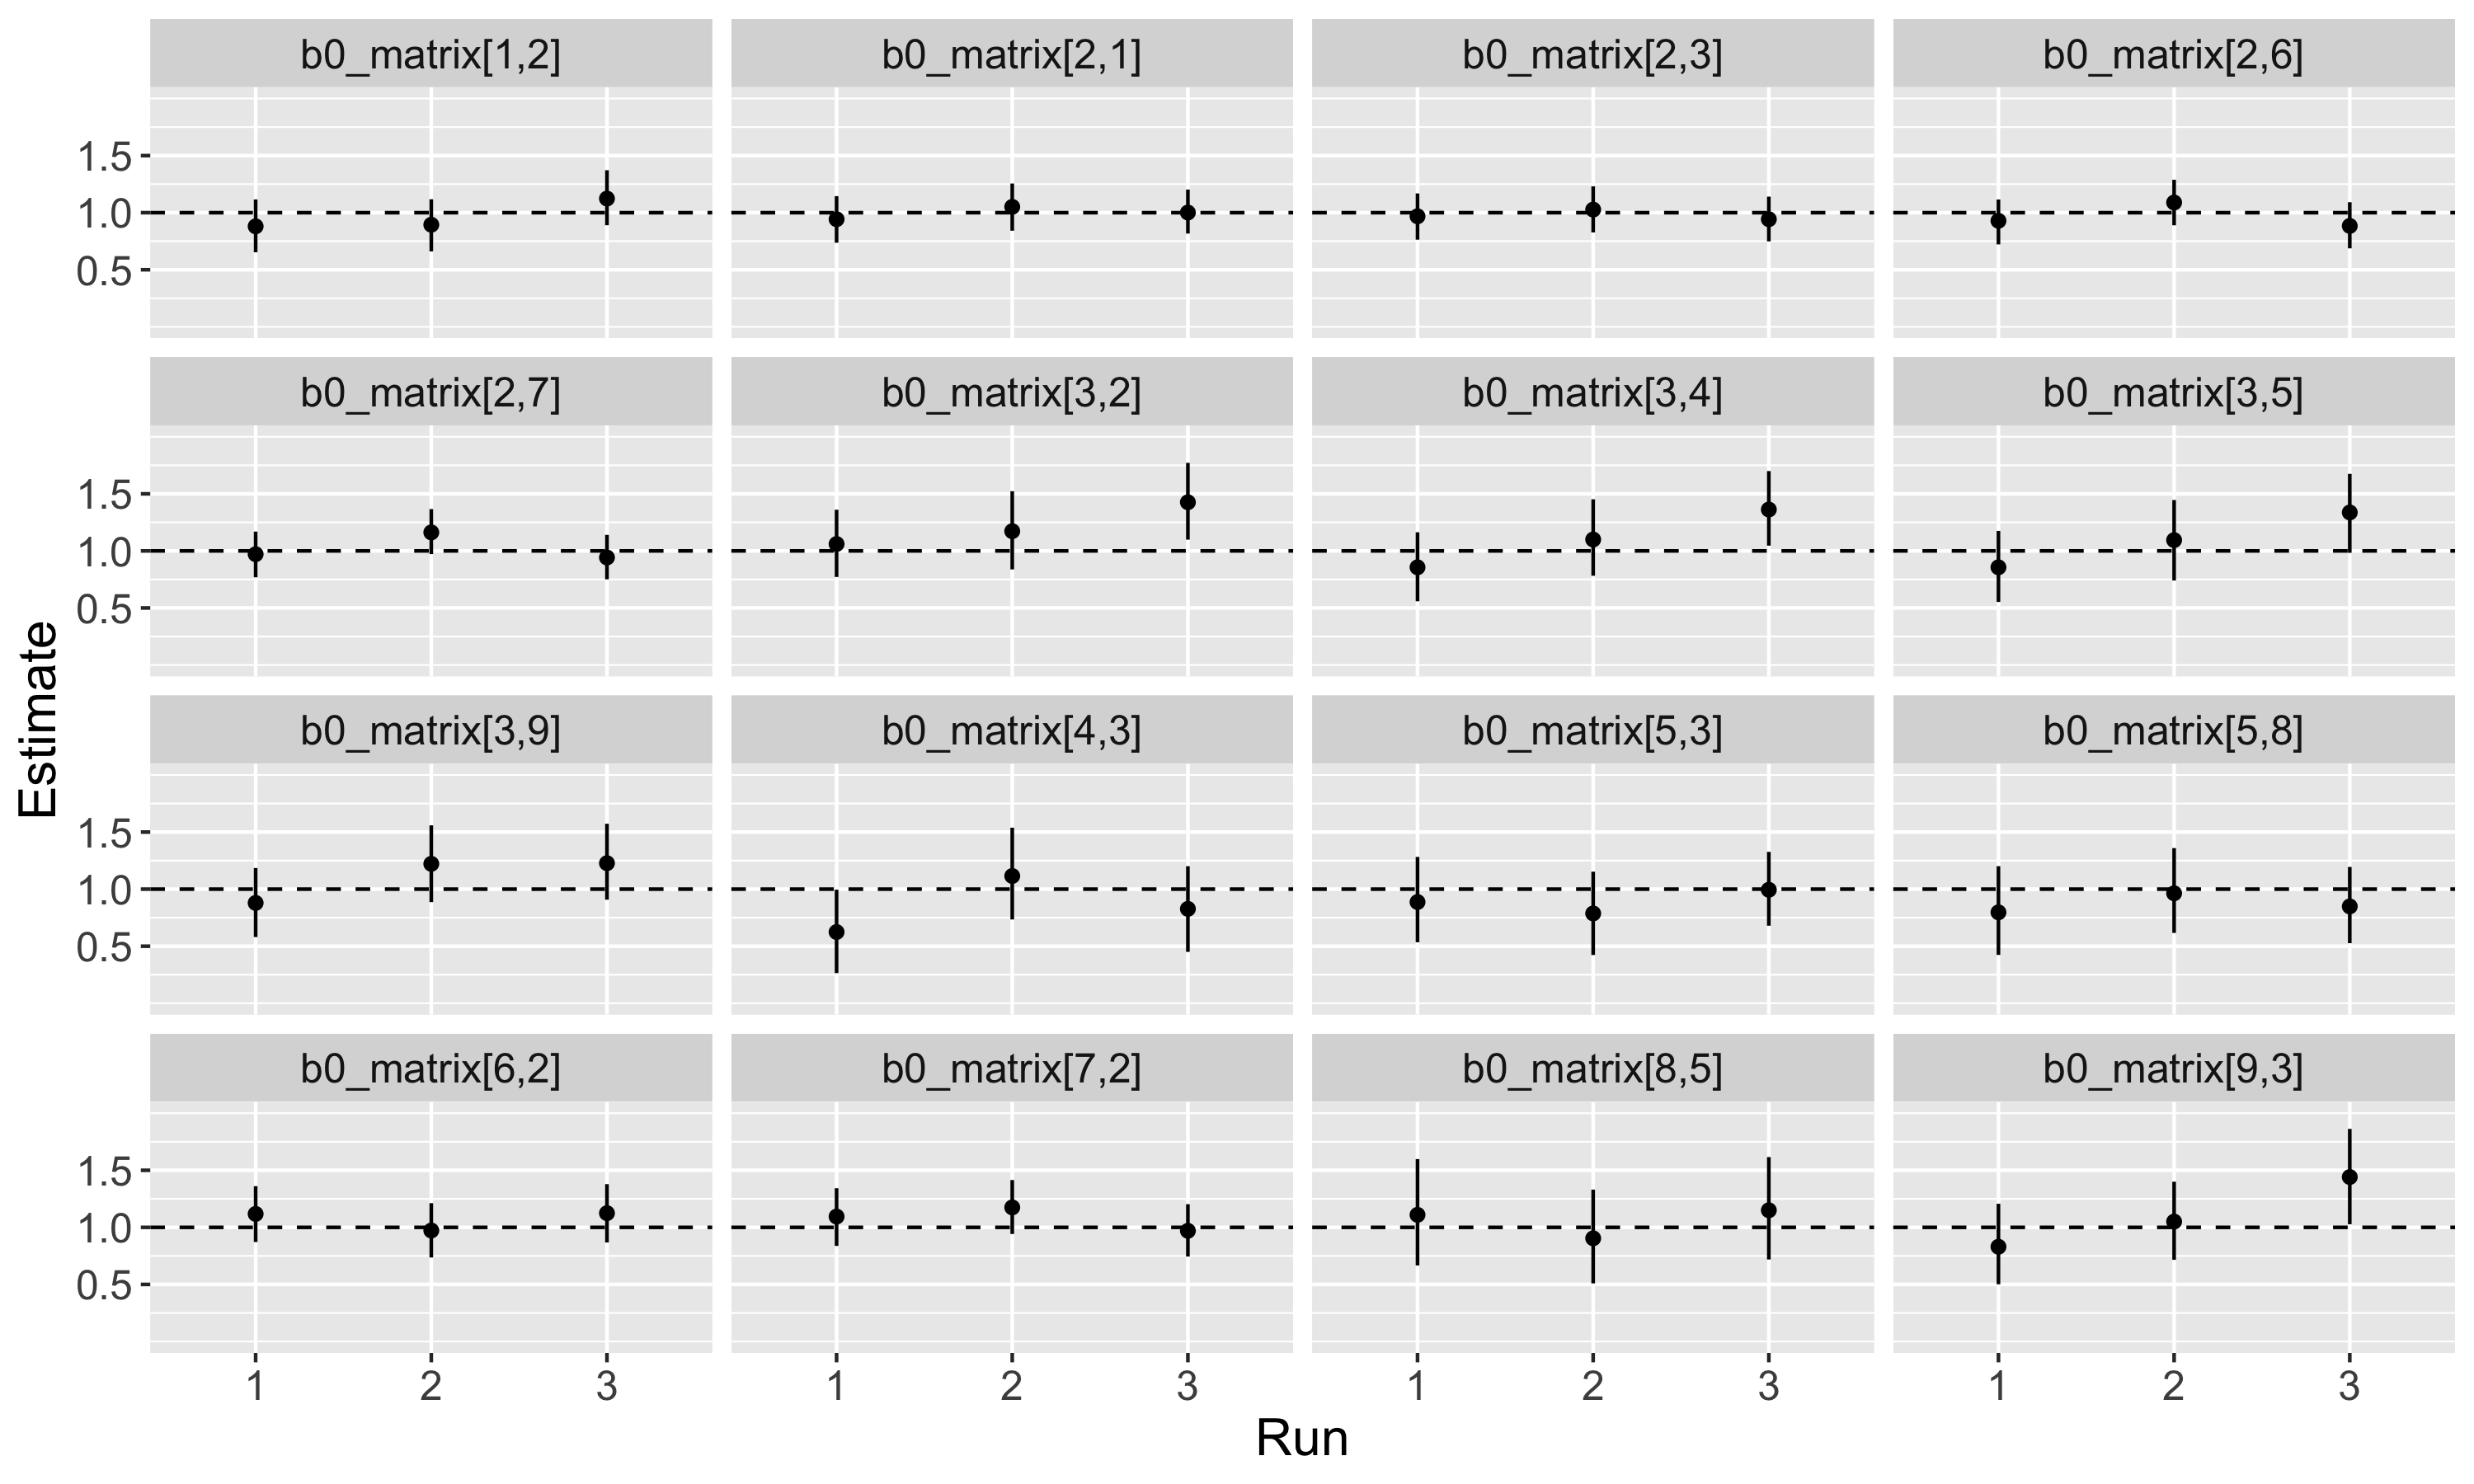 b0_matrix[1,2] b0_matrix[2,1] b0_matrix[2,3] b0_matrix[2,6]
1.5
1.0
0.5
b0_matrix[2,7] b0_matrix[3,2] b0_matrix[3,4] b0_matrix[3,5]
1.5
1.0
0.5
Estimate
b0_matrix[3,9] b0_matrix[4,3] b0_matrix[5,3] b0_matrix[5,8]
1.5
1.0
0.5
b0_matrix[6,2] b0_matrix[7,2] b0_matrix[8,5] b0_matrix[9,3]
1.5
1.0
0.5
1 2 3 1 2 3 1 2 3 1 2 3
Run